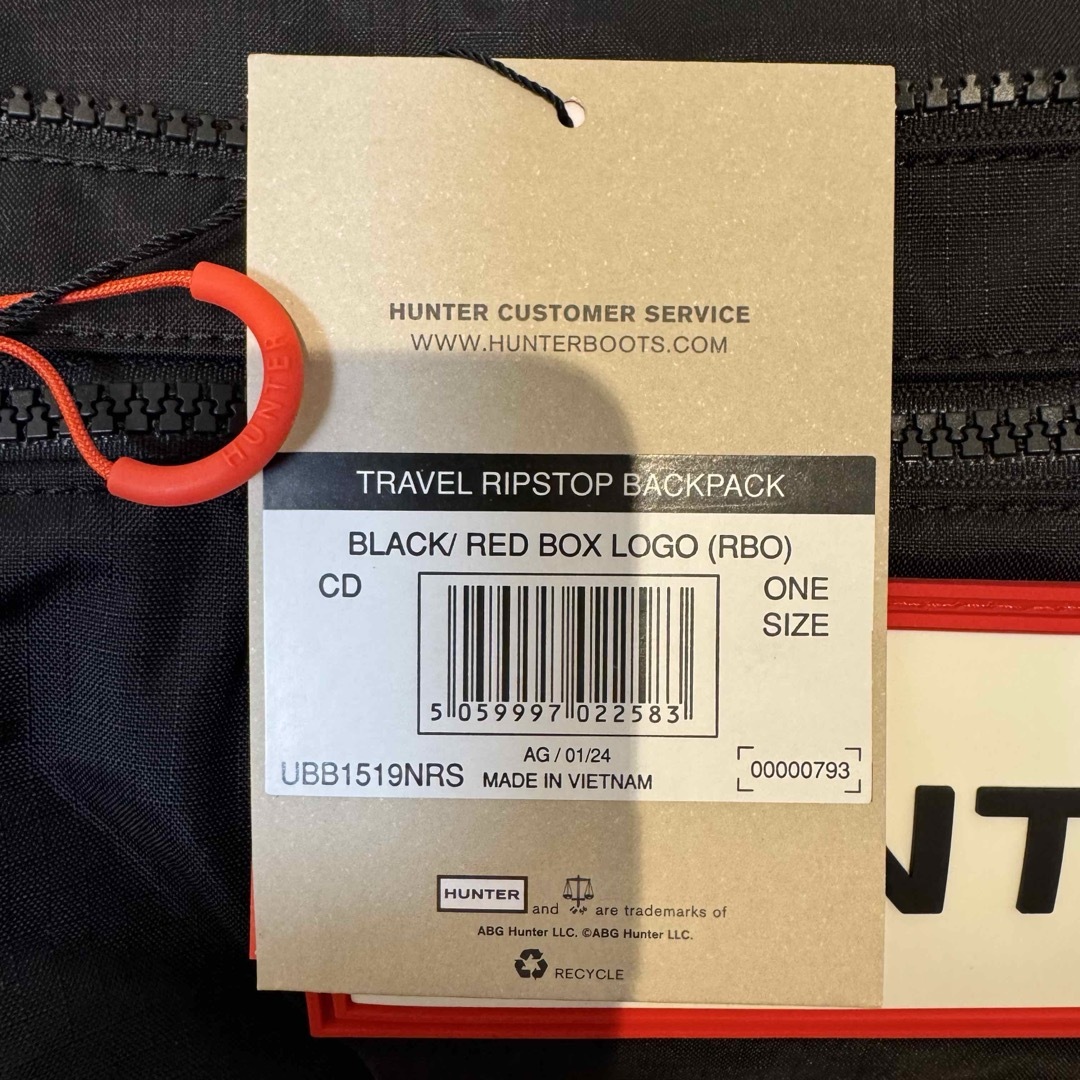 HUNTER CUSTOMER SERVICE
WWW.HUNTERBOOTS.COM
HUNTER
TRAVEL RIPSTOP BACKPACK
BLACK/ RED BOX LOGO (RBO)
CD
ONE
SIZE
5 059997 022583
AG / 01/24
UBB1519NRS MADE IN VIETNAM
00000793
NT
HUNTER and are trademarks of
ABG Hunter LLC. ©ABG Hunter LLC.
RECYCLE